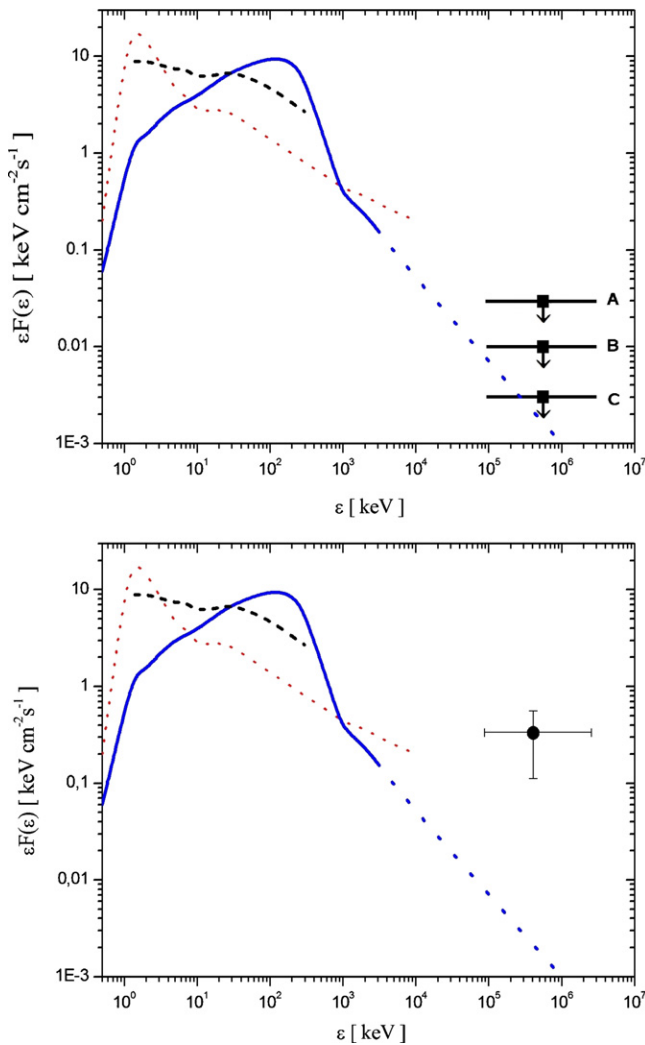 10
1
0.1
0.01
1E-3
εF(ε) [ keV cm⁻²s⁻¹ ]
A
B
C
10⁰ 10¹ 10² 10³ 10⁴ 10⁵ 10⁶ 10⁷
ε [ keV ]
10
1
0,1
0,01
1E-3
εF(ε) [ keV cm⁻²s⁻¹ ]
10⁰ 10¹ 10² 10³ 10⁴ 10⁵ 10⁶ 10⁷
ε [ keV ]